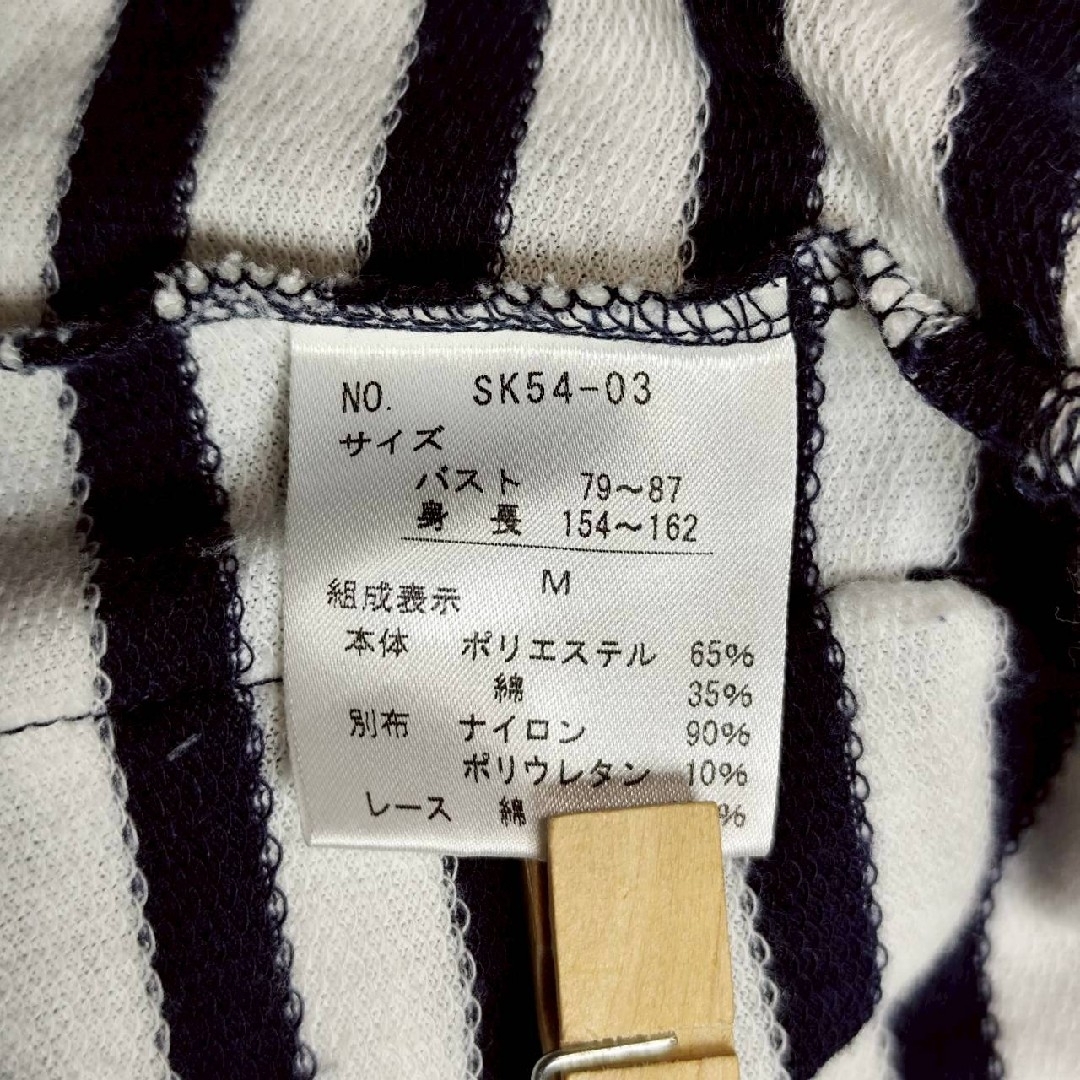 NO. SK54-03
サイズ
バスト 79～87
身 長 154～162
M
組成表示
本体 ポリエステル 65%
綿 35%
別布 ナイロン 90%
ポリウレタン 10%
レース 綿 %